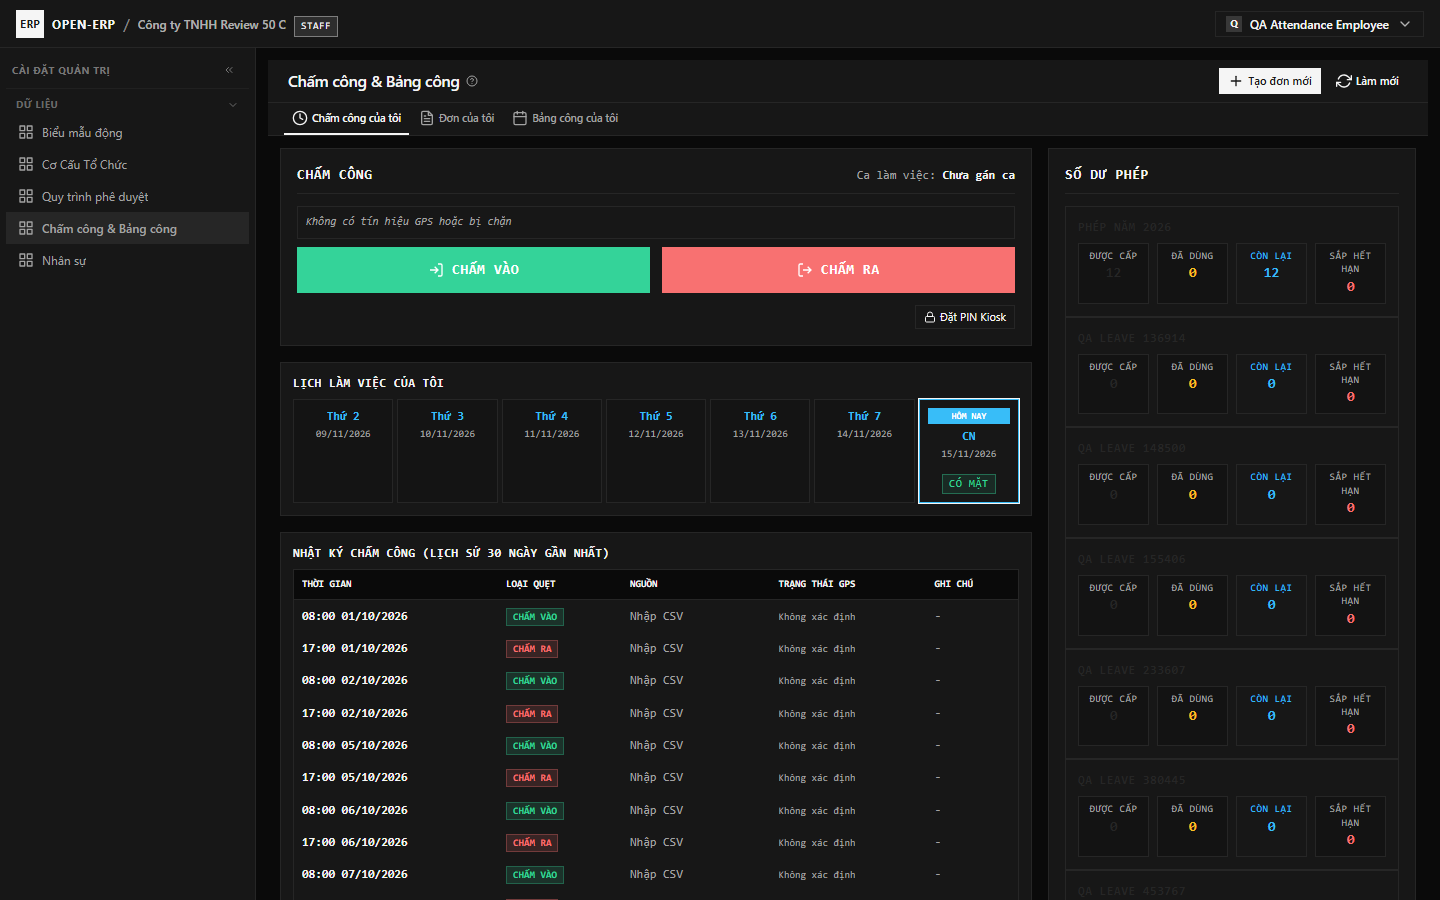 ERP OPEN-ERP / Công ty TNHH Review 50 C STAFF
Q QA Attendance Employee
CÀI ĐẶT QUẢN TRỊ
DỮ LIỆU
Biểu mẫu động
Cơ Cấu Tổ Chức
Quy trình phê duyệt
Chấm công & Bảng công
Nhân sự
Chấm công & Bảng công
Tạo đơn mới
Làm mới
Chấm công của tôi
Đơn của tôi
Bảng công của tôi
CHẤM CÔNG
Ca làm việc: Chưa gán ca
Không có tín hiệu GPS hoặc bị chặn
CHẤM VÀO
CHẤM RA
Đặt PIN Kiosk
LỊCH LÀM VIỆC CỦA TÔI
Thứ 2
09/11/2026
Thứ 3
10/11/2026
Thứ 4
11/11/2026
Thứ 5
12/11/2026
Thứ 6
13/11/2026
Thứ 7
14/11/2026
HÔM NAY
CN
15/11/2026
CÓ MẶT
NHẬT KÝ CHẤM CÔNG (LỊCH SỬ 30 NGÀY GẦN NHẤT)
THỜI GIAN LOẠI QUẸT NGUỒN TRẠNG THÁI GPS GHI CHÚ
08:00 01/10/2026 CHẤM VÀO Nhập CSV Không xác định -
17:00 01/10/2026 CHẤM RA Nhập CSV Không xác định -
08:00 02/10/2026 CHẤM VÀO Nhập CSV Không xác định -
17:00 02/10/2026 CHẤM RA Nhập CSV Không xác định -
08:00 05/10/2026 CHẤM VÀO Nhập CSV Không xác định -
17:00 05/10/2026 CHẤM RA Nhập CSV Không xác định -
08:00 06/10/2026 CHẤM VÀO Nhập CSV Không xác định -
17:00 06/10/2026 CHẤM RA Nhập CSV Không xác định -
08:00 07/10/2026 CHẤM VÀO Nhập CSV Không xác định -
SỐ DƯ PHÉP
PHÉP NĂM 2026
ĐƯỢC CẤP
12
ĐÃ DÙNG
0
CÒN LẠI
12
SẮP HẾT
HẠN
0
QA LEAVE 136914
ĐƯỢC CẤP
0
ĐÃ DÙNG
0
CÒN LẠI
0
SẮP HẾT
HẠN
0
QA LEAVE 148500
ĐƯỢC CẤP
0
ĐÃ DÙNG
0
CÒN LẠI
0
SẮP HẾT
HẠN
0
QA LEAVE 155406
ĐƯỢC CẤP
0
ĐÃ DÙNG
0
CÒN LẠI
0
SẮP HẾT
HẠN
0
QA LEAVE 233607
ĐƯỢC CẤP
0
ĐÃ DÙNG
0
CÒN LẠI
0
SẮP HẾT
HẠN
0
QA LEAVE 380445
ĐƯỢC CẤP
0
ĐÃ DÙNG
0
CÒN LẠI
0
SẮP HẾT
HẠN
0
QA LEAVE 453767